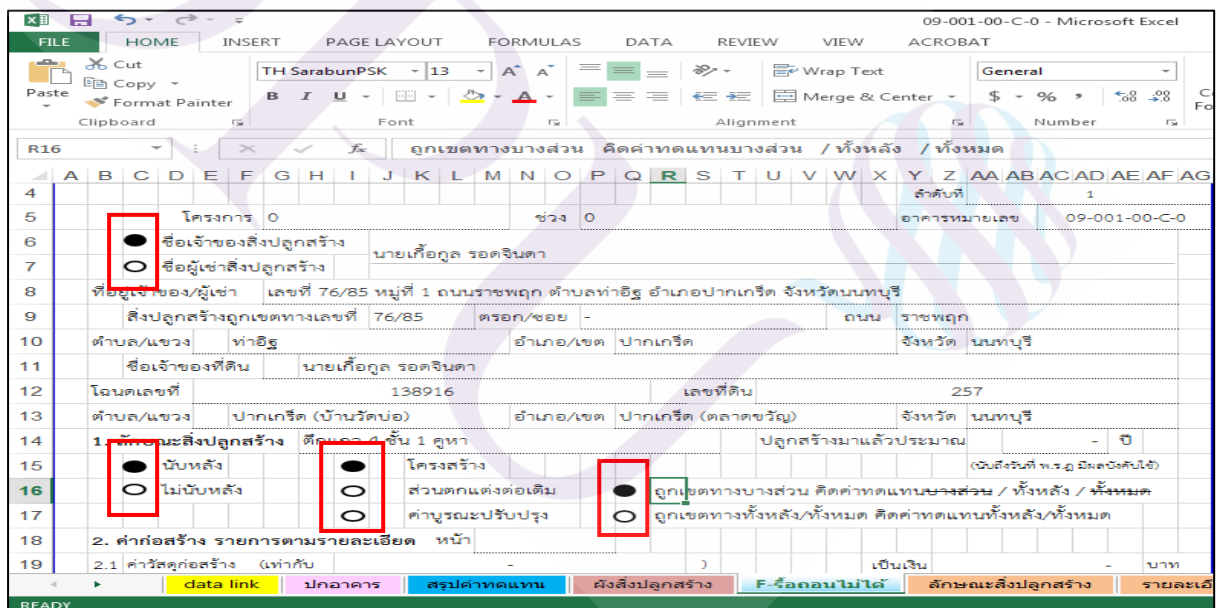 09-001-00-C-0 - Microsoft Excel
FILE HOME INSERT PAGE LAYOUT FORMULAS DATA REVIEW VIEW ACROBAT
Cut TH SarabunPSK 13 A A Wrap Text General
Paste Copy
Format Painter B I U A Merge & Center $ % , .00 .00
Clipboard Font Alignment Number
R16 fx ถูกเขตทางบางส่วน คิดค่าทดแทนบางส่วน / ทั้งหลัง / ทั้งหมด
A B C D E F G H I J K L M N O P Q R S T U V W X Y Z AA AB AC AD AE AF AG
4 ลำดับที่ 1
5 โครงการ 0 ช่วง 0 อาคารหมายเลข 09-001-00-C-0
6 ชื่อเจ้าของสิ่งปลูกสร้าง
นายเกื้อกูล รอดจินดา
7 ชื่อผู้เช่าสิ่งปลูกสร้าง
8 ที่อยู่เจ้าของ/ผู้เช่า เลขที่ 76/85 หมู่ที่ 1 ถนนราชพฤก ตำบลท่าอิฐ อำเภอปากเกร็ด จังหวัดนนทบุรี
9 สิ่งปลูกสร้างถูกเขตทางเลขที่ 76/85 ตรอก/ซอย - ถนน ราชพฤก
10 ตำบล/แขวง ท่าอิฐ อำเภอ/เขต ปากเกร็ด จังหวัด นนทบุรี
11 ชื่อเจ้าของที่ดิน นายเกื้อกูล รอดจินดา
12 โฉนดเลขที่ 138916 เลขที่ดิน 257
13 ตำบล/แขวง ปากเกร็ด (บ้านวัดบ่อ) อำเภอ/เขต ปากเกร็ด (ตลาดขวัญ) จังหวัด นนทบุรี
14 1. ลักษณะสิ่งปลูกสร้าง ตึกแถว 4 ชั้น 1 คูหา ปลูกสร้างมาแล้วประมาณ - ปี
15 นับหลัง โครงสร้าง (นับถึงวันที่ พ.ร.ฎ มีผลบังคับใช้)
16 ไม่นับหลัง ส่วนตกแต่งต่อเติม ถูกเขตทางบางส่วน คิดค่าทดแทนบางส่วน / ทั้งหลัง / ทั้งหมด
17 ค่าบูรณะปรับปรุง ถูกเขตทางทั้งหลัง/ทั้งหมด คิดค่าทดแทนทั้งหลัง/ทั้งหมด
18 2. ค่าก่อสร้าง รายการตามรายละเอียด หน้า
19 2.1 ค่าวัสดุก่อสร้าง (เท่ากับ - ) เป็นเงิน - บาท
data link ปกอาคาร สรุปค่าทดแทน ผังสิ่งปลูกสร้าง F-รื้อถอนไม่ได้ ลักษณะสิ่งปลูกสร้าง
READY